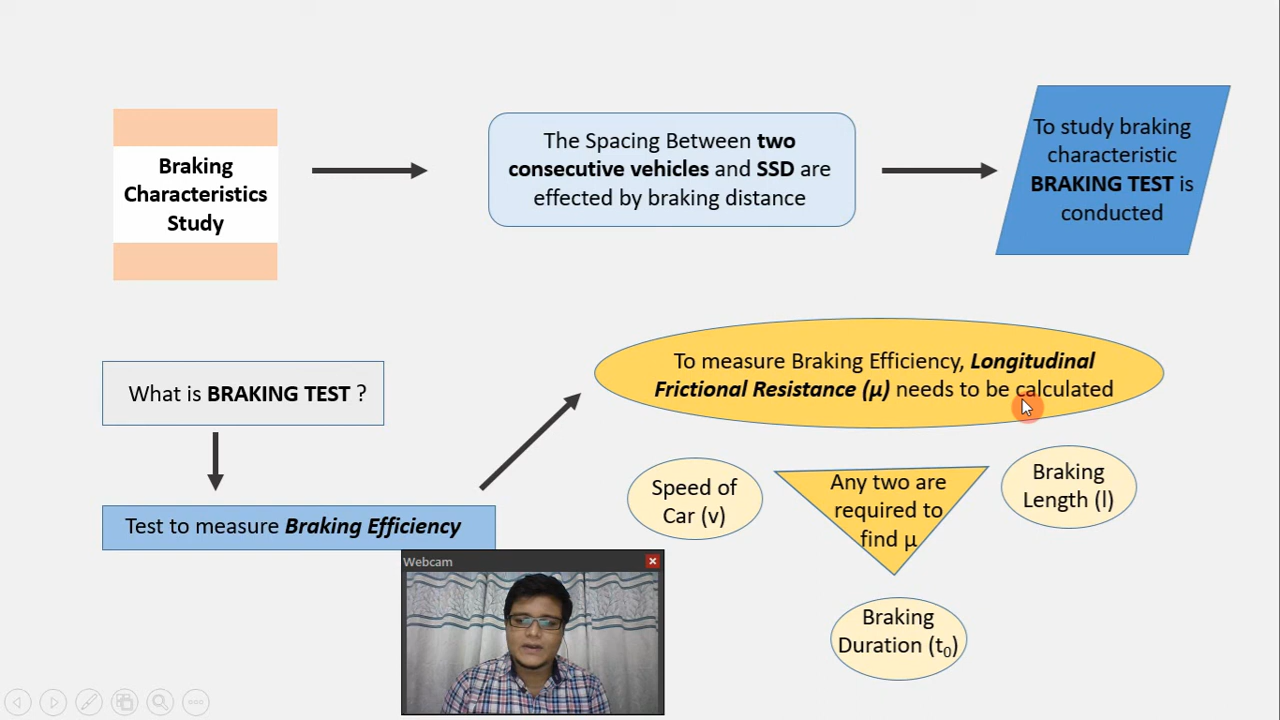 Braking
Characteristics
Study
The Spacing Between two
consecutive vehicles and SSD are
effected by braking distance
To study braking
characteristic
BRAKING TEST is
conducted
What is BRAKING TEST ?
Test to measure Braking Efficiency
To measure Braking Efficiency, Longitudinal
Frictional Resistance (μ) needs to be calculated
Speed of
Car (v)
Any two are
required to
find μ
Braking
Length (l)
Braking
Duration (t₀)
Webcam